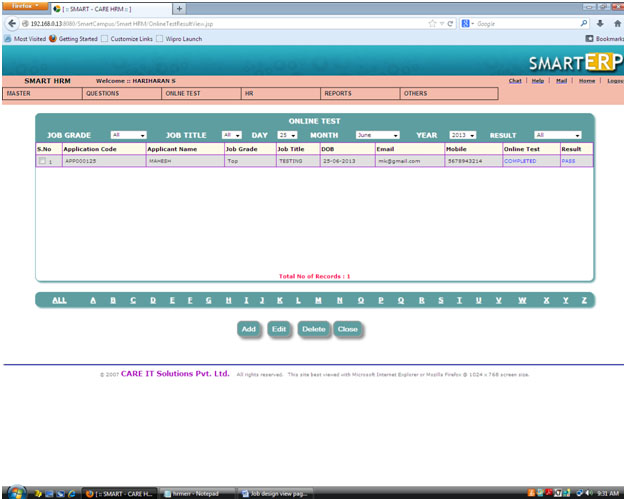 Firefox
[ :: SMART - CARE HRM :: ]
192.168.0.13:8080/SmartCampus/Smart HRM/OnlineTestResultView.jsp
Google
Most Visited Getting Started Customize Links Wipro Launch Bookmarks
SMARTERP
SMART HRM Welcome :: HARIHARAN S Chat | Help | Mail | Home | Logou
MASTER QUESTIONS ONLINE TEST HR REPORTS OTHERS
ONLINE TEST
JOB GRADE All JOB TITLE All DAY 25 MONTH June YEAR 2013 RESULT All
S.No Application Code Applicant Name Job Grade Job Title DOB Email Mobile Online Test Result
1 APP000125 MAHESH Top TESTING 25-06-2013 mk@gmail.com 5678943214 COMPLETED PASS
Total No of Records : 1
ALL A B C D E F G H I J K L M N O P Q R S T U V W X Y Z
Add Edit Delete Close
© 2007 CARE IT Solutions Pvt. Ltd. All rights reserved. This site best viewed with Microsoft Internet Explorer or Mozilla Firefox @ 1024 x 768 screen size.
[ :: SMART - CARE H... hrmerr - Notepad Job design view pag... 9:31 AM